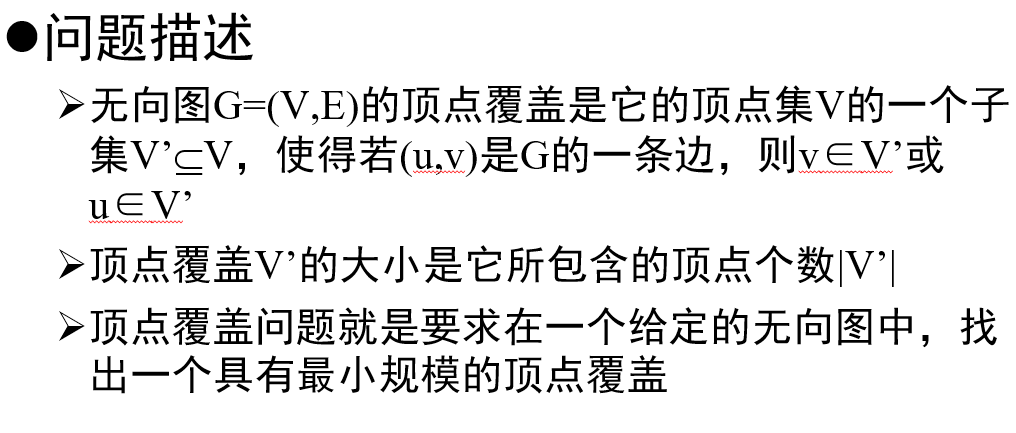 ●问题描述
➢无向图G=(V,E)的顶点覆盖是它的顶点集V的一个子
集V’⊆V，使得若(u,v)是G的一条边，则v∈V’或
u∈V’
➢顶点覆盖V’的大小是它所包含的顶点个数|V’|
➢顶点覆盖问题就是要求在一个给定的无向图中，找
出一个具有最小规模的顶点覆盖